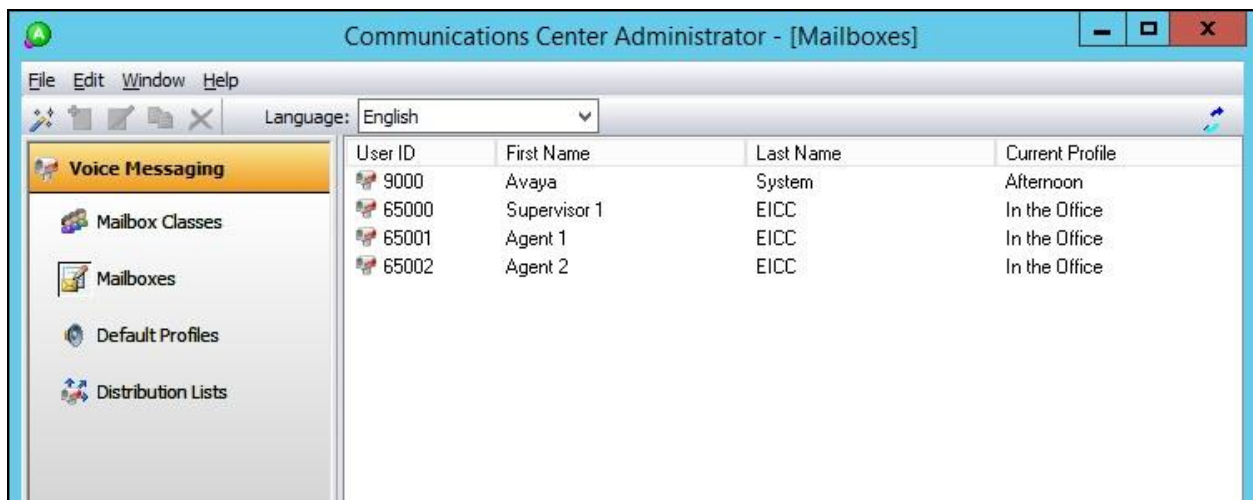 Communications Center Administrator - [Mailboxes]
File Edit Window Help
Language: English
Voice Messaging
Mailbox Classes
Mailboxes
Default Profiles
Distribution Lists
User ID First Name Last Name Current Profile
9000 Avaya System Afternoon
65000 Supervisor 1 EICC In the Office
65001 Agent 1 EICC In the Office
65002 Agent 2 EICC In the Office